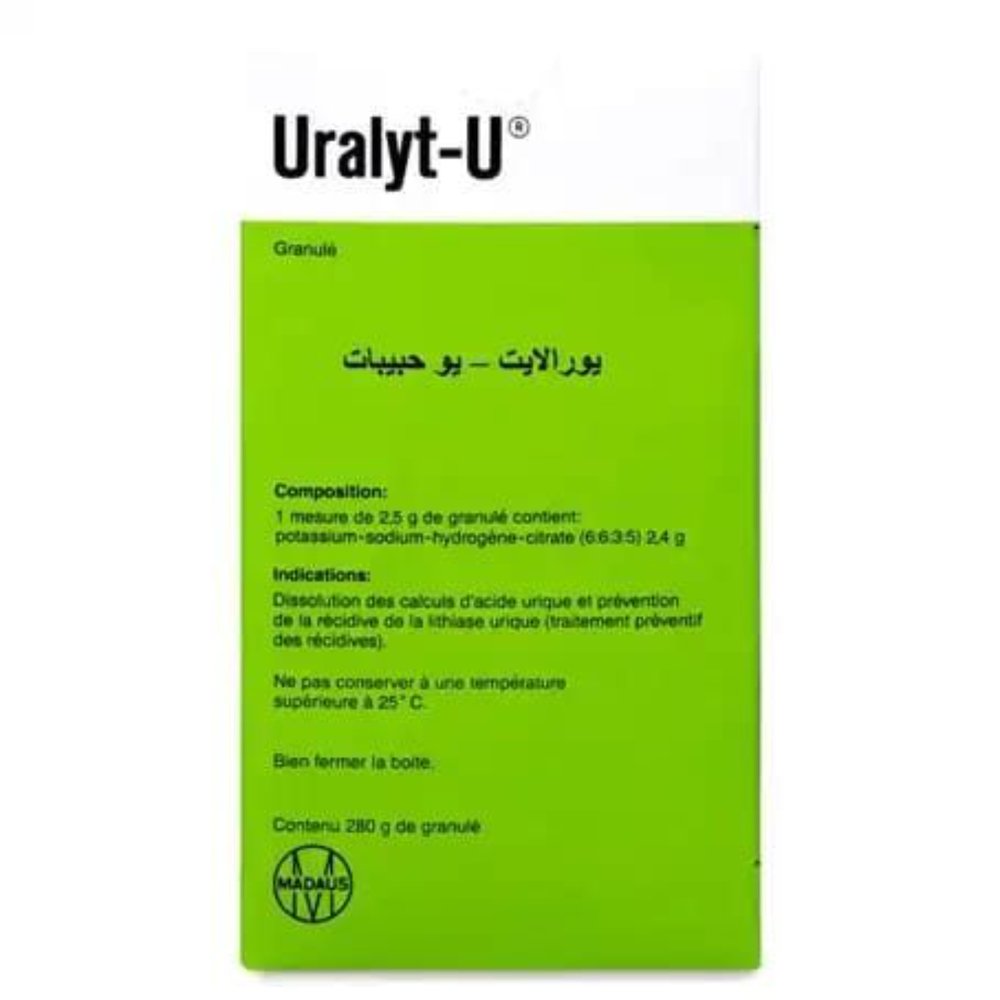 Uralyt-U®
Granulé
يورالايت – يو حبيبات
Composition:
1 mesure de 2,5 g de granulé contient:
potassium-sodium-hydrogène-citrate (6:6:3:5) 2,4 g
Indications:
Dissolution des calculs d'acide urique et prévention
de la récidive de la lithiase urique (traitement préventif
des récidives).
Ne pas conserver à une température
supérieure à 25° C.
Bien fermer la boite.
Contenu 280 g de granulé
MADAUS